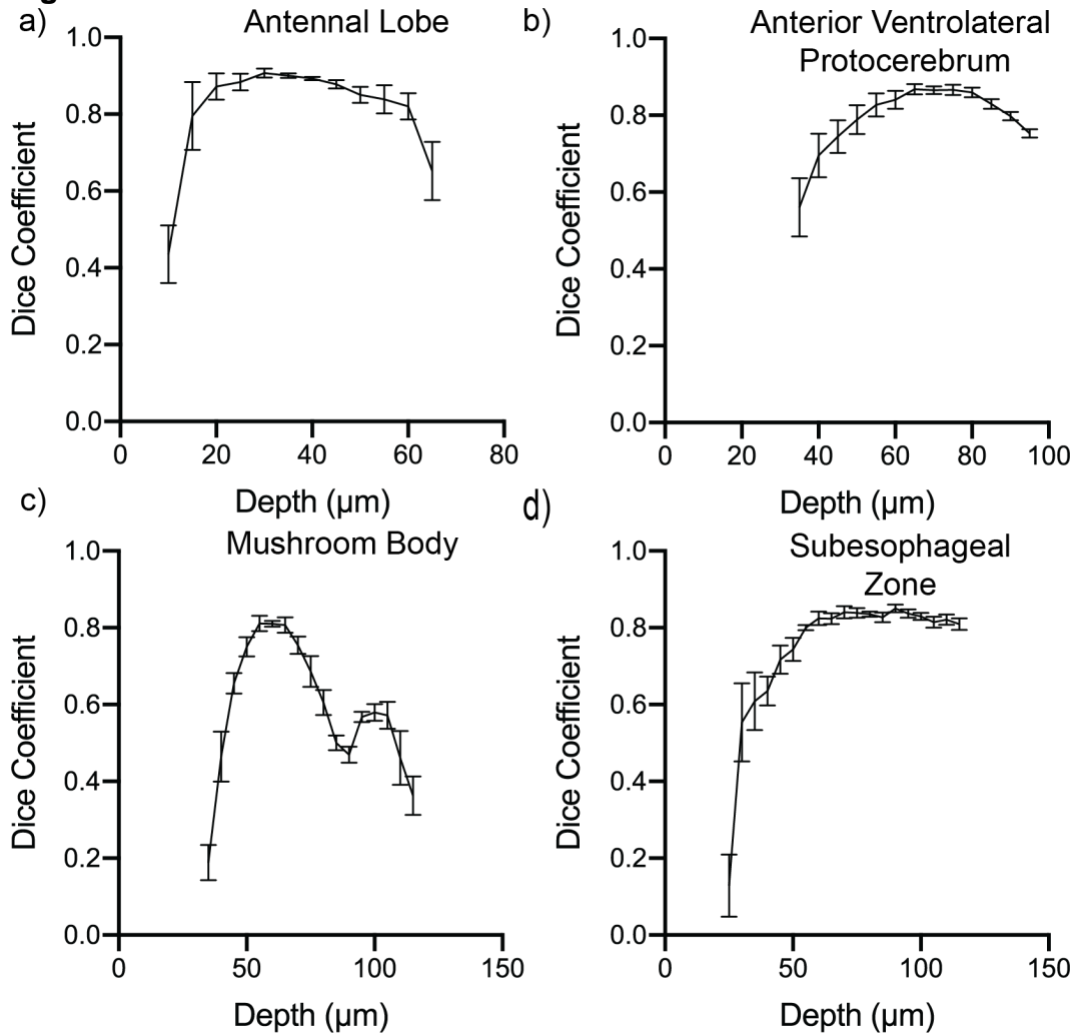 a)
Antennal Lobe
1.0
0.8
0.6
0.4
0.2
0.0
Dice Coefficient
0 20 40 60 80
Depth (µm)
b)
Anterior Ventrolateral
Protocerebrum
1.0
0.8
0.6
0.4
0.2
0.0
Dice Coefficient
0 20 40 60 80 100
Depth (µm)
c)
Mushroom Body
1.0
0.8
0.6
0.4
0.2
0.0
Dice Coefficient
0 50 100 150
Depth (µm)
d)
Subesophageal
Zone
1.0
0.8
0.6
0.4
0.2
0.0
Dice Coefficient
0 50 100 150
Depth (µm)